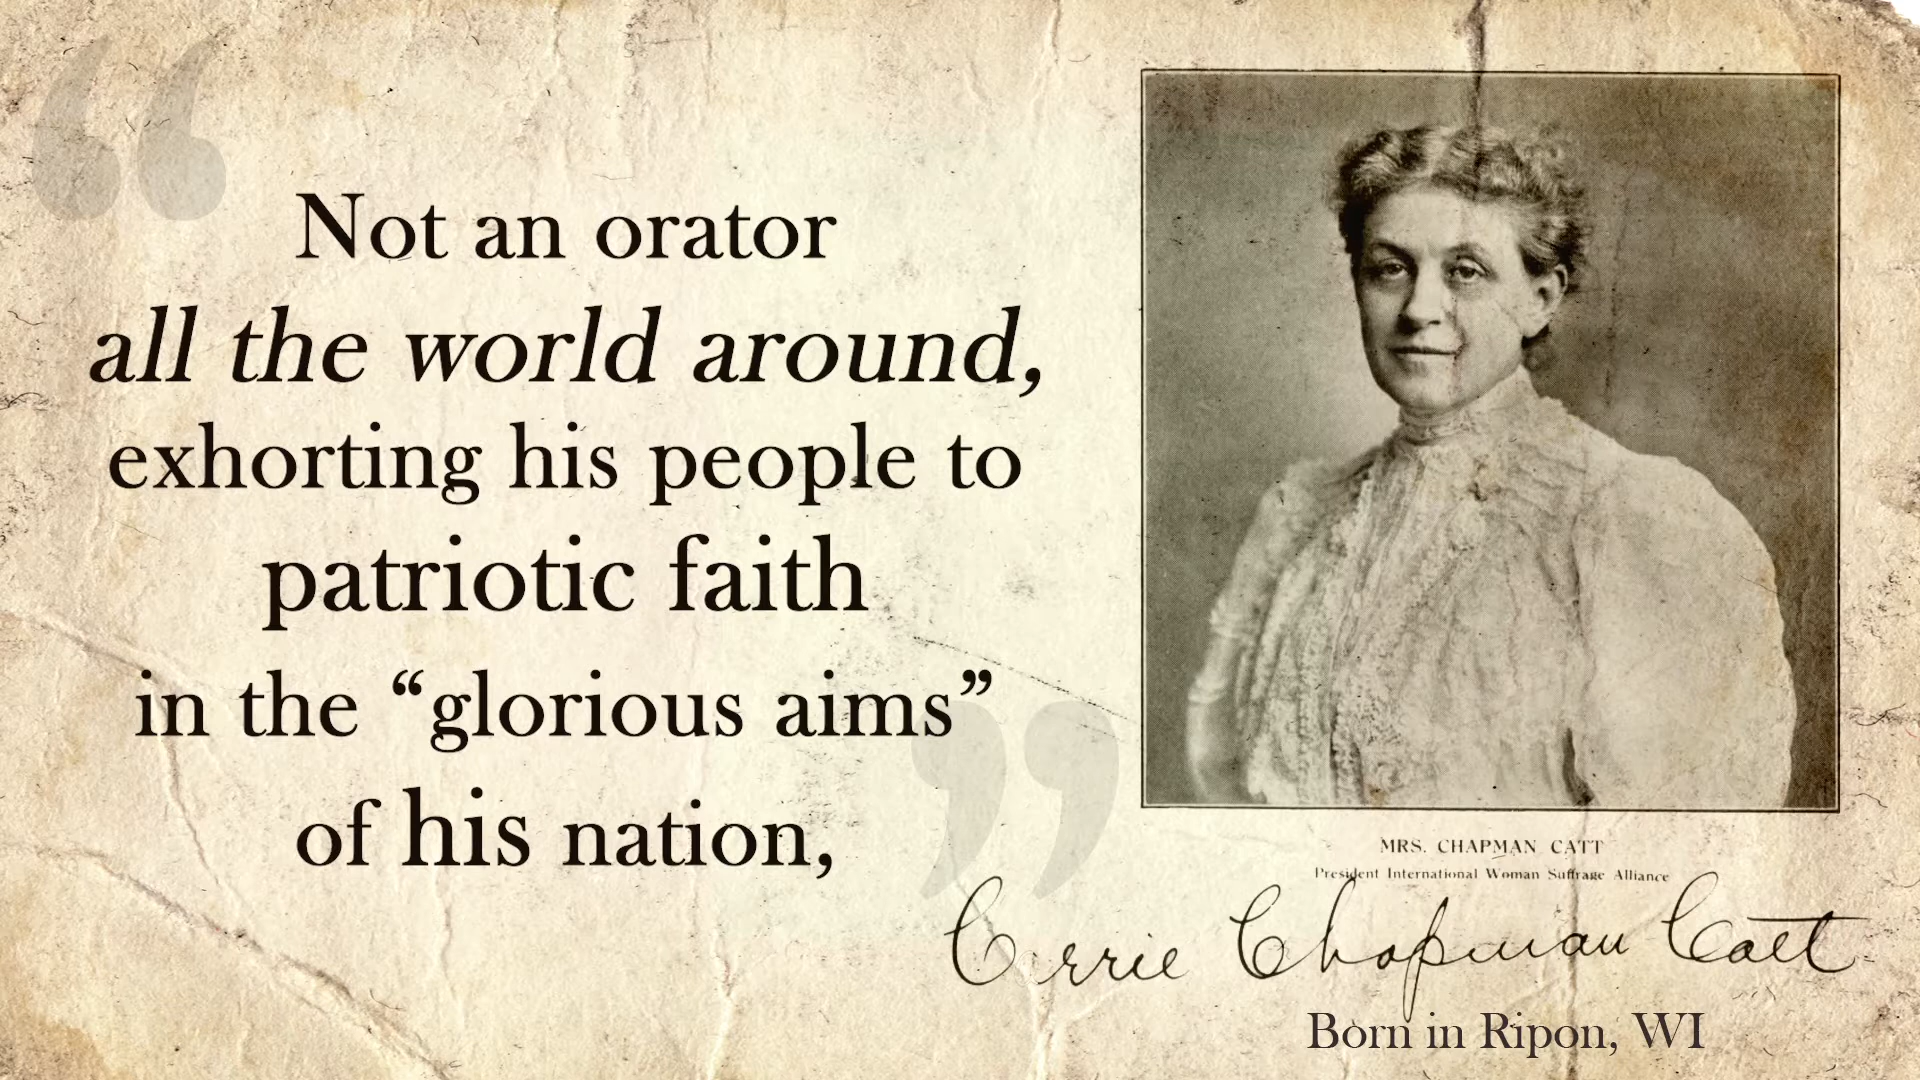 Not an orator
all the world around,
exhorting his people to
patriotic faith
in the “glorious aims”
of his nation,
MRS. CHAPMAN CATT
President International Woman Suffrage Alliance
Carrie Chapman Catt
Born in Ripon, WI